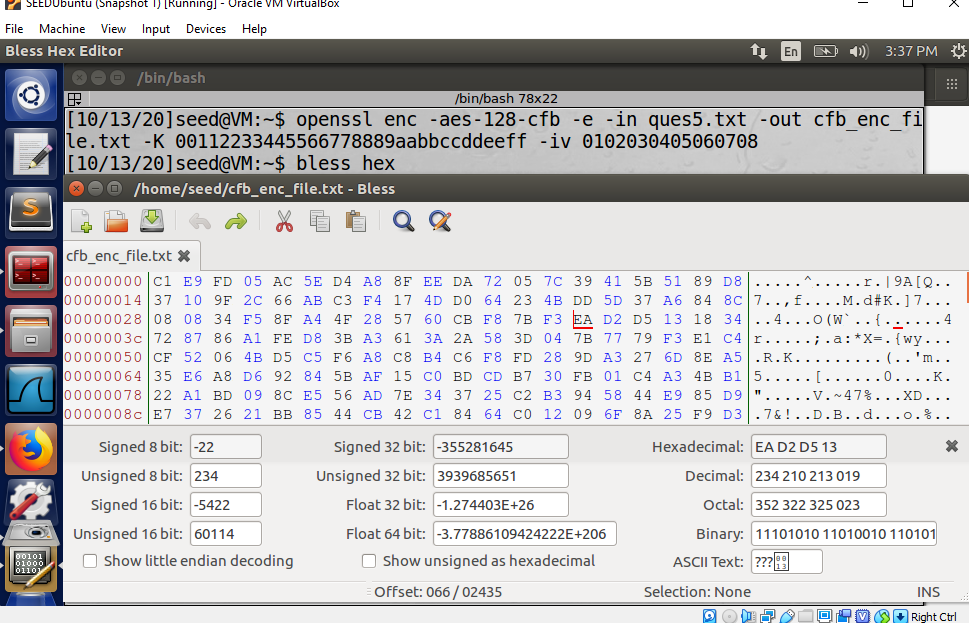 SEEDUbuntu (Snapshot 1) [Running] - Oracle VM VirtualBox
File Machine View Input Devices Help
Bless Hex Editor En 3:37 PM
/bin/bash
/bin/bash 78x22
[10/13/20]seed@VM:~$ openssl enc -aes-128-cfb -e -in ques5.txt -out cfb_enc_fi
le.txt -K 00112233445566778889aabbccddeeff -iv 0102030405060708
[10/13/20]seed@VM:~$ bless hex
/home/seed/cfb_enc_file.txt - Bless
cfb_enc_file.txt
00000000 C1 E9 FD 05 AC 5E D4 A8 8F EE DA 72 05 7C 39 41 5B 51 89 D8 .....^.....r.|9A[Q..
00000014 37 10 9F 2C 66 AB C3 F4 17 4D D0 64 23 4B DD 5D 37 A6 84 8C 7..,f....M.d#K.]7...
00000028 08 08 34 F5 8F A4 4F 28 57 60 CB F8 7B F3 EA D2 D5 13 18 34 ..4...O(W`..{......4
0000003c 72 87 86 A1 FE D8 3B A3 61 3A 2A 58 3D 04 7B 77 79 F3 E1 C4 r.....;.a:*X=.{wy...
00000050 CF 52 06 4B D5 C5 F6 A8 C8 B4 C6 F8 FD 28 9D A3 27 6D 8E A5 .R.K.........(..'m..
00000064 35 E6 A8 D6 92 84 5B AF 15 C0 BD CD B7 30 FB 01 C4 A3 4B B1 5.....[......0....K.
00000078 22 A1 BD 09 8C E5 56 AD 7E 34 37 25 C2 B3 94 58 44 E9 85 D9 ".....V.~47%...XD...
0000008c E7 37 26 21 BB 85 44 CB 42 C1 84 64 C0 12 09 6F 8A 25 F9 D3 .7&!..D.B..d...o.%..
Signed 8 bit: -22 Signed 32 bit: -355281645 Hexadecimal: EA D2 D5 13
Unsigned 8 bit: 234 Unsigned 32 bit: 3939685651 Decimal: 234 210 213 019
Signed 16 bit: -5422 Float 32 bit: -1.274403E+26 Octal: 352 322 325 023
Unsigned 16 bit: 60114 Float 64 bit: -3.77886109424222E+206 Binary: 11101010 11010010 110101
Show little endian decoding Show unsigned as hexadecimal ASCII Text: ???
Offset: 066 / 02435 Selection: None INS
Right Ctrl